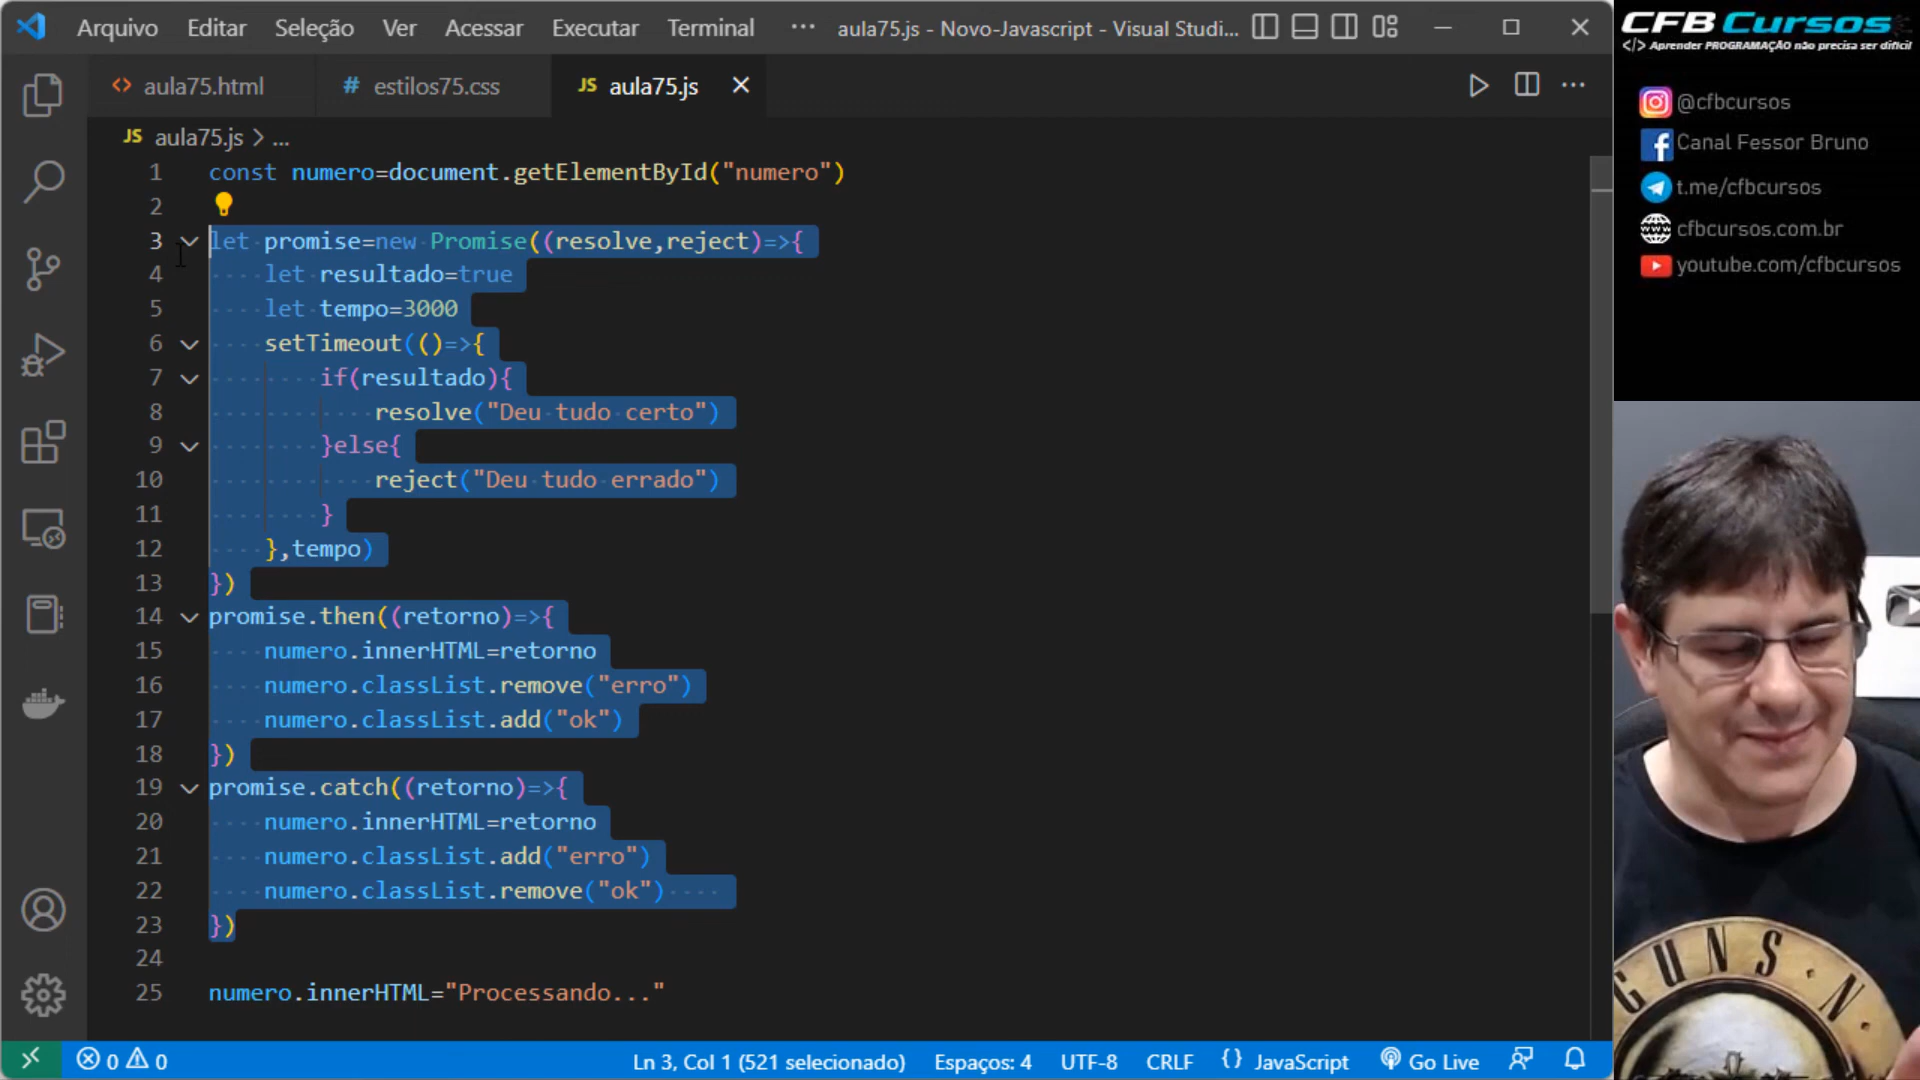 Arquivo Editar Seleção Ver Acessar Executar Terminal ··· aula75.js - Novo-Javascript - Visual Studi...
aula75.html estilos75.css JS aula75.js
JS aula75.js > ...
1 const numero=document.getElementById("numero")
2
3 let promise=new Promise((resolve,reject)=>{
4 let resultado=true
5 let tempo=3000
6 setTimeout(()=>{
7 if(resultado){
8 resolve("Deu tudo certo")
9 }else{
10 reject("Deu tudo errado")
11 }
12 },tempo)
13 })
14 promise.then((retorno)=>{
15 numero.innerHTML=retorno
16 numero.classList.remove("erro")
17 numero.classList.add("ok")
18 })
19 promise.catch((retorno)=>{
20 numero.innerHTML=retorno
21 numero.classList.add("erro")
22 numero.classList.remove("ok")
23 })
24
25 numero.innerHTML="Processando..."
0 0 Ln 3, Col 1 (521 selecionado) Espaços: 4 UTF-8 CRLF {} JavaScript Go Live
CFB Cursos
</> Aprender PROGRAMAÇÃO não precisa ser difícil
@cfbcursos
Canal Fessor Bruno
t.me/cfbcursos
cfbcursos.com.br
youtube.com/cfbcursos
GUNS N